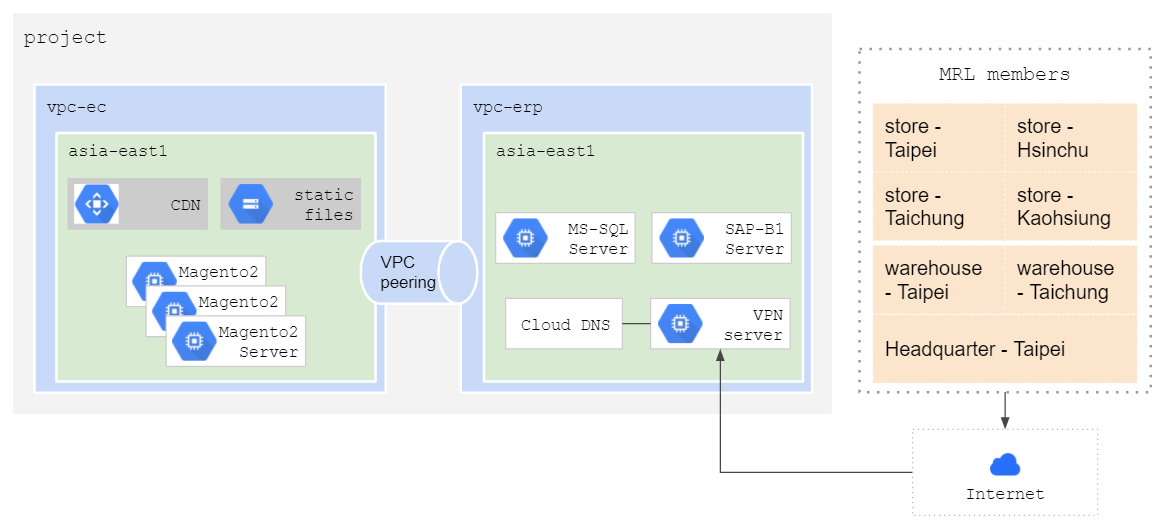 project
vpc-ec
asia-east1
CDN
static
files
Magento2
Magento2
Magento2
Server
VPC
peering
vpc-erp
asia-east1
MS-SQL
Server
SAP-B1
Server
Cloud DNS
VPN
server
MRL members
store -
Taipei
store -
Hsinchu
store -
Taichung
store -
Kaohsiung
warehouse
- Taipei
warehouse
- Taichung
Headquarter - Taipei
Internet